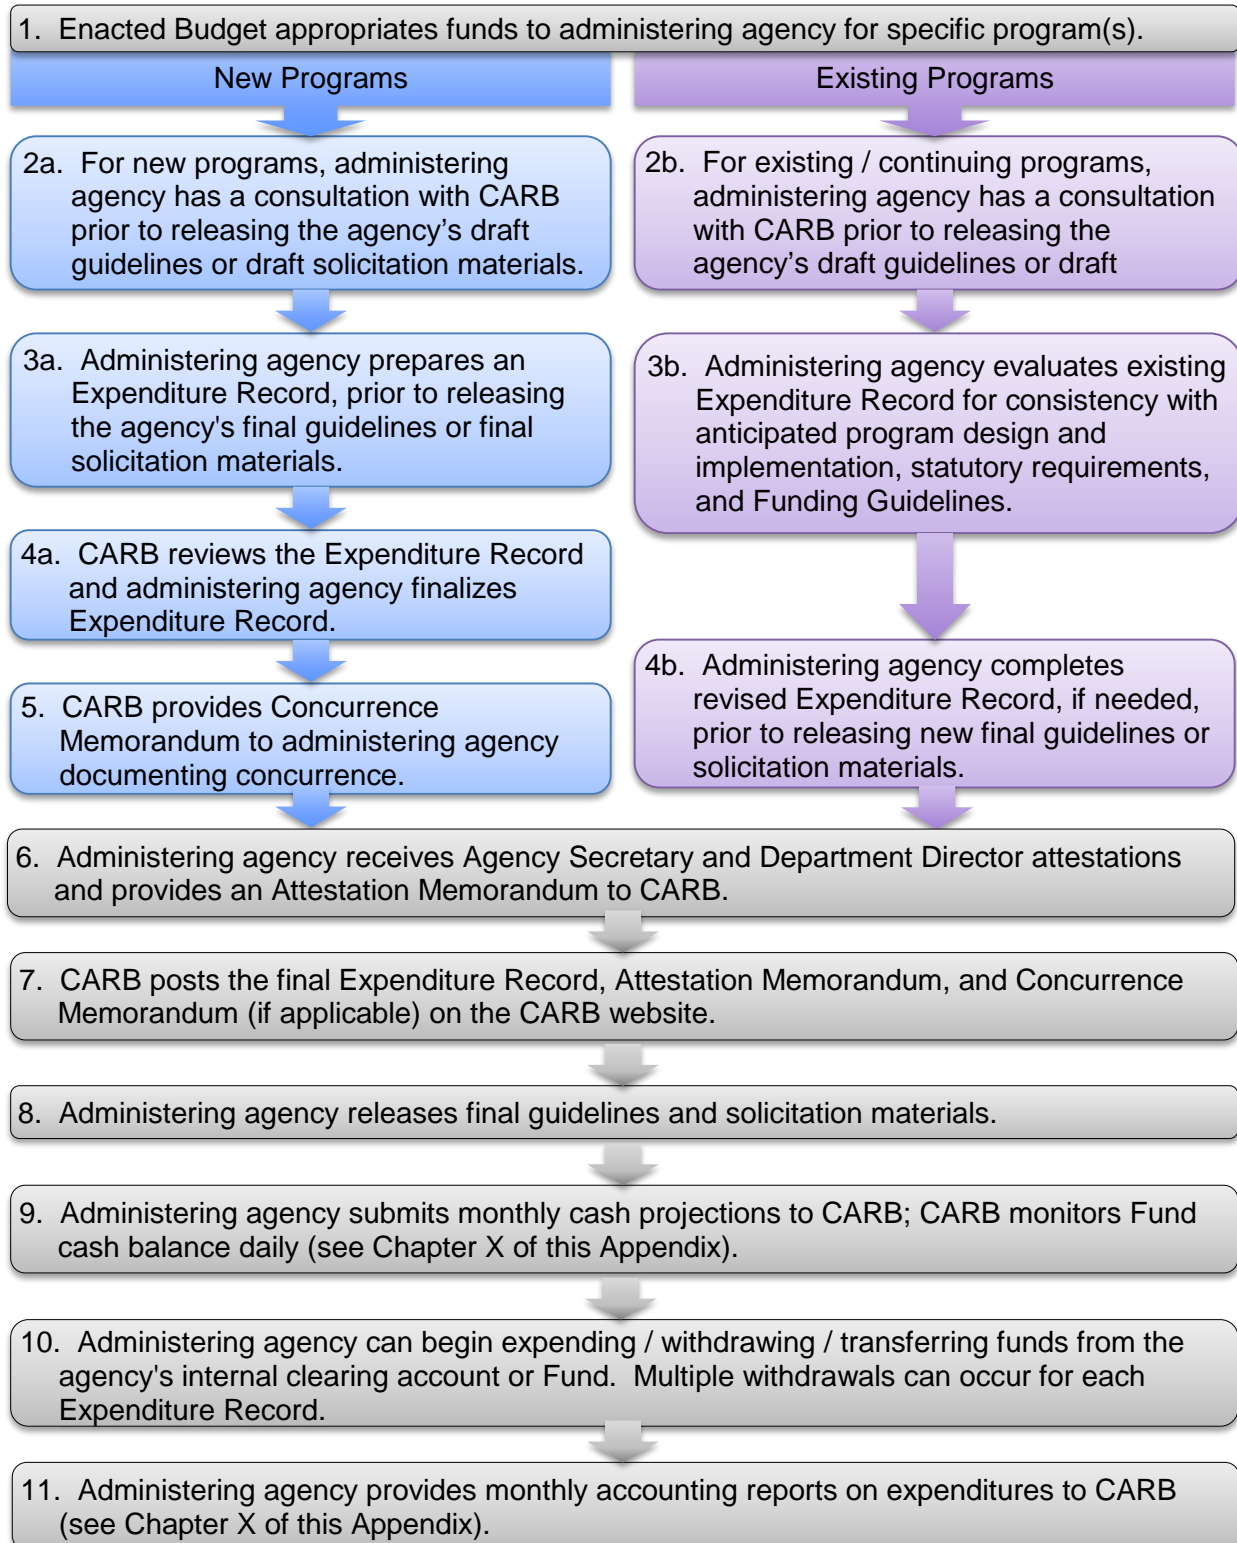 1. Enacted Budget appropriates funds to administering agency for specific program(s).
New Programs
Existing Programs
2a. For new programs, administering
agency has a consultation with CARB
prior to releasing the agency’s draft
guidelines or draft solicitation materials.
2b. For existing / continuing programs,
administering agency has a consultation
with CARB prior to releasing the
agency’s draft guidelines or draft
3a. Administering agency prepares an
Expenditure Record, prior to releasing
the agency's final guidelines or final
solicitation materials.
3b. Administering agency evaluates existing
Expenditure Record for consistency with
anticipated program design and
implementation, statutory requirements,
and Funding Guidelines.
4a. CARB reviews the Expenditure Record
and administering agency finalizes
Expenditure Record.
4b. Administering agency completes
revised Expenditure Record, if needed,
prior to releasing new final guidelines or
solicitation materials.
5. CARB provides Concurrence
Memorandum to administering agency
documenting concurrence.
6. Administering agency receives Agency Secretary and Department Director attestations
and provides an Attestation Memorandum to CARB.
7. CARB posts the final Expenditure Record, Attestation Memorandum, and Concurrence
Memorandum (if applicable) on the CARB website.
8. Administering agency releases final guidelines and solicitation materials.
9. Administering agency submits monthly cash projections to CARB; CARB monitors Fund
cash balance daily (see Chapter X of this Appendix).
10. Administering agency can begin expending / withdrawing / transferring funds from the
agency's internal clearing account or Fund. Multiple withdrawals can occur for each
Expenditure Record.
11. Administering agency provides monthly accounting reports on expenditures to CARB
(see Chapter X of this Appendix).